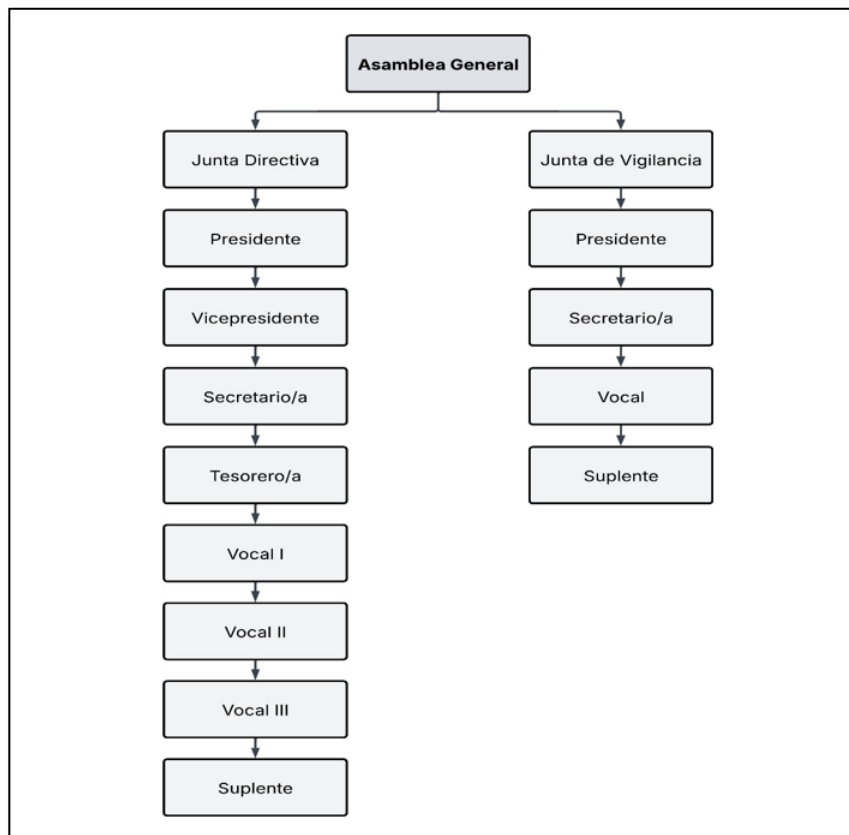 Asamblea General
Junta Directiva
Presidente
Vicepresidente
Secretario/a
Tesorero/a
Vocal I
Vocal II
Vocal III
Suplente
Junta de Vigilancia
Presidente
Secretario/a
Vocal
Suplente